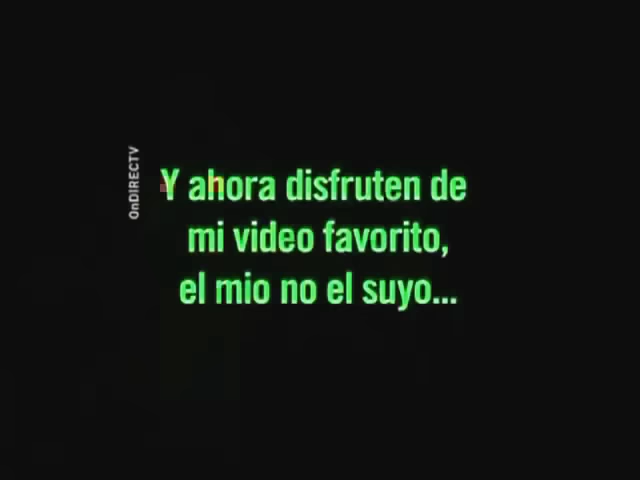 OnDIRECTV
Y ahora disfruten de
mi video favorito,
el mio no el suyo...